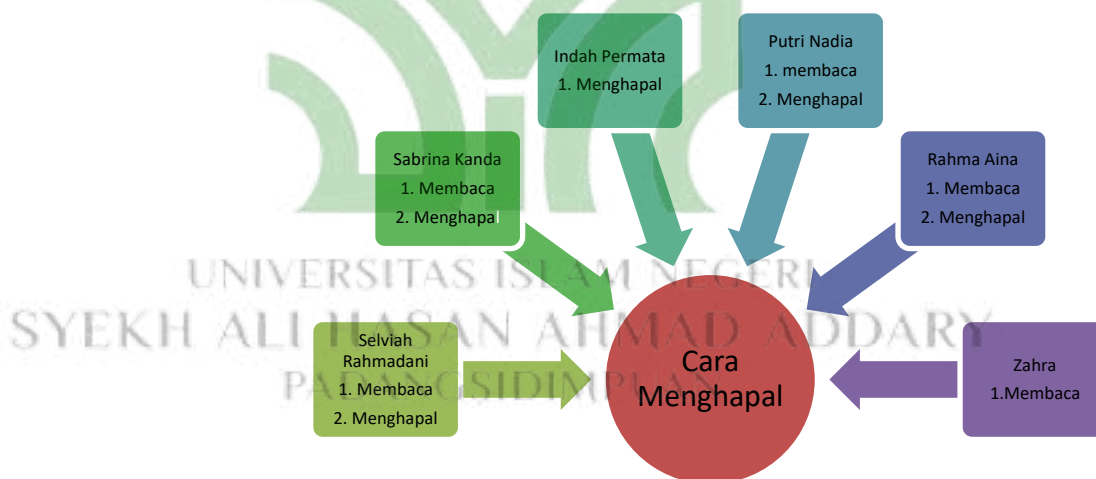 Indah Permata
1. Menghapal
Putri Nadia
1. membaca
2. Menghapal
Sabrina Kanda
1. Membaca
2. Menghapal
Rahma Aina
1. Membaca
2. Menghapal
UNIVERSITAS ISLAM NEGERI
SYEKH ALI HASAN AHMAD ADDARY
PADANGSIDIMPUAN
Selviah
Rahmadani
1. Membaca
2. Menghapal
Cara
Menghapal
Zahra
1.Membaca